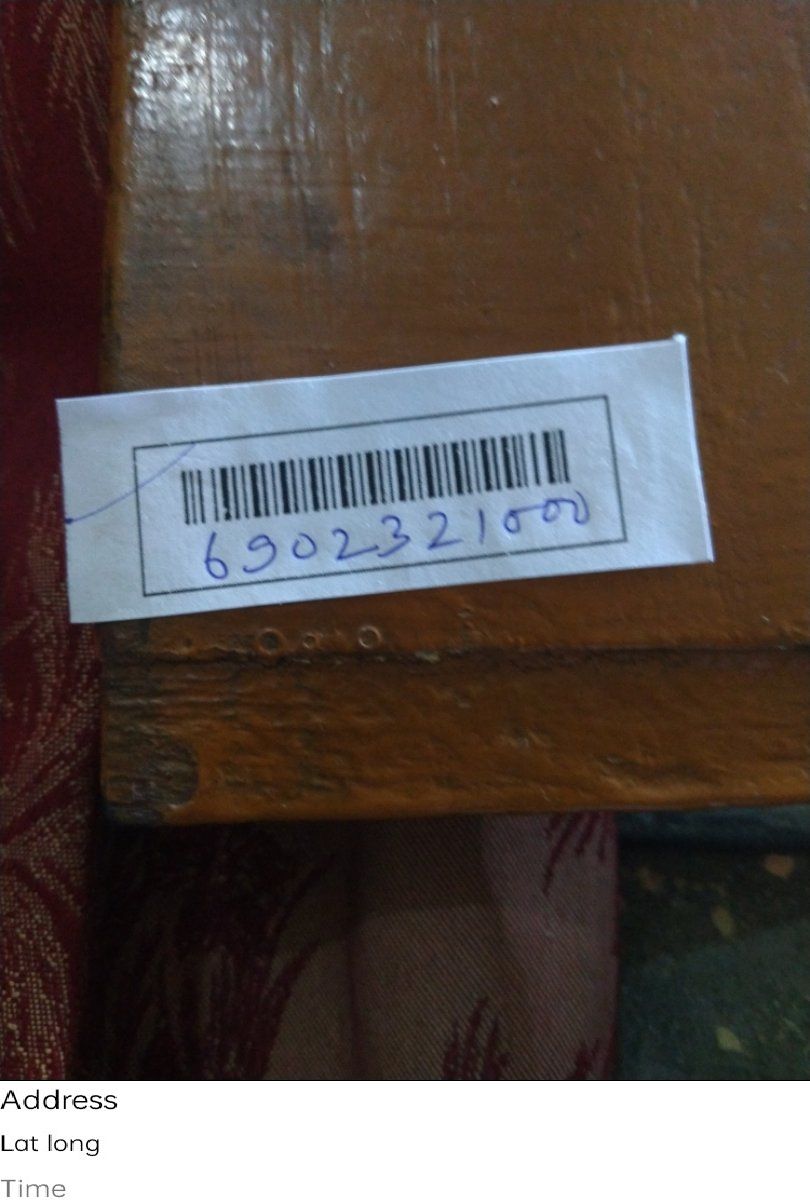 6902321000
Address
Lat long
Time